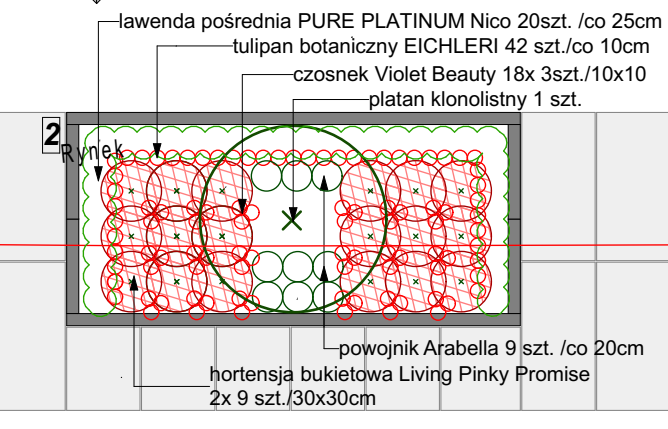 lawenda pośrednia PURE PLATINUM Nico 20szt. /co 25cm
tulipan botaniczny EICHLERI 42 szt./co 10cm
czosnek Violet Beauty 18x 3szt./10x10
platan klonolistny 1 szt.
2
Rynek
powojnik Arabella 9 szt. /co 20cm
hortensja bukietowa Living Pinky Promise
2x 9 szt./30x30cm